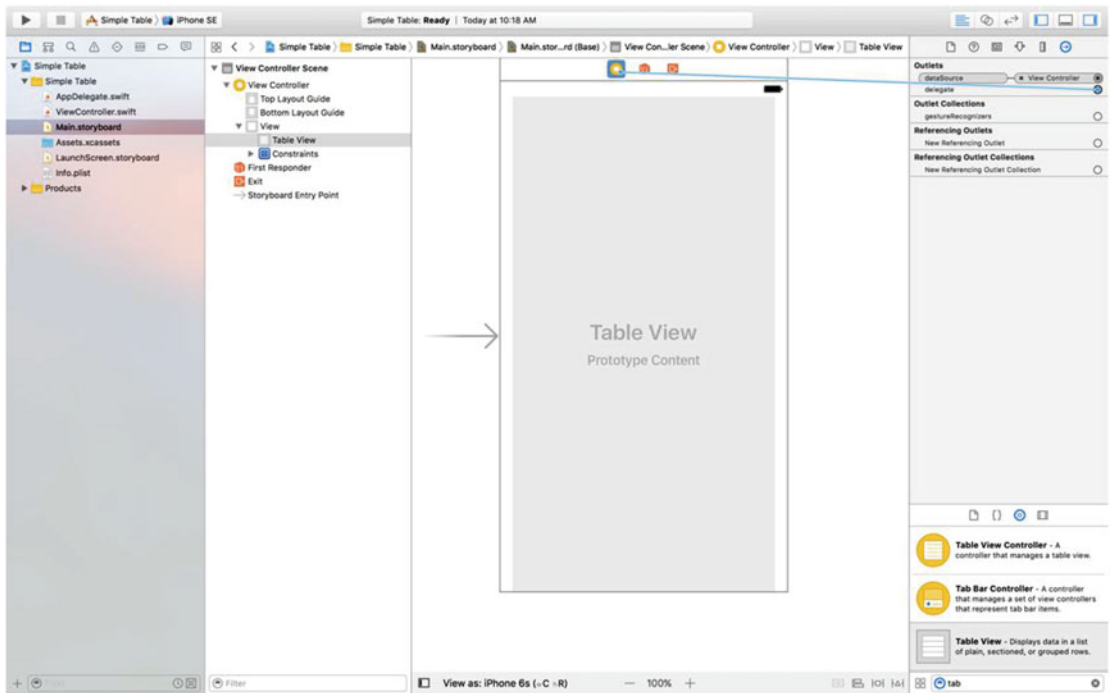 Simple Table
iPhone SE
Simple Table: Ready | Today at 10:18 AM
Simple Table
Simple Table
Main.storyboard
Main.stor...rd (Base)
View Con...ler Scene
View Controller
View
Table View
Simple Table
Simple Table
AppDelegate.swift
ViewController.swift
Main.storyboard
Assets.xcassets
LaunchScreen.storyboard
Info.plist
Products
View Controller Scene
View Controller
Top Layout Guide
Bottom Layout Guide
View
Table View
Constraints
First Responder
Exit
Storyboard Entry Point
Table View
Prototype Content
Outlets
dataSource
View Controller
delegate
Outlet Collections
gestureRecognizers
Referencing Outlets
New Referencing Outlet
Referencing Outlet Collections
New Referencing Outlet Collection
Table View Controller - A
controller that manages a table view.
Tab Bar Controller - A controller
that manages a set of view controllers
that represent tab bar items.
Table View - Displays data in a list
of plain, sectioned, or grouped rows.
Filter
View as: iPhone 6s (wC hR)
100%
tab